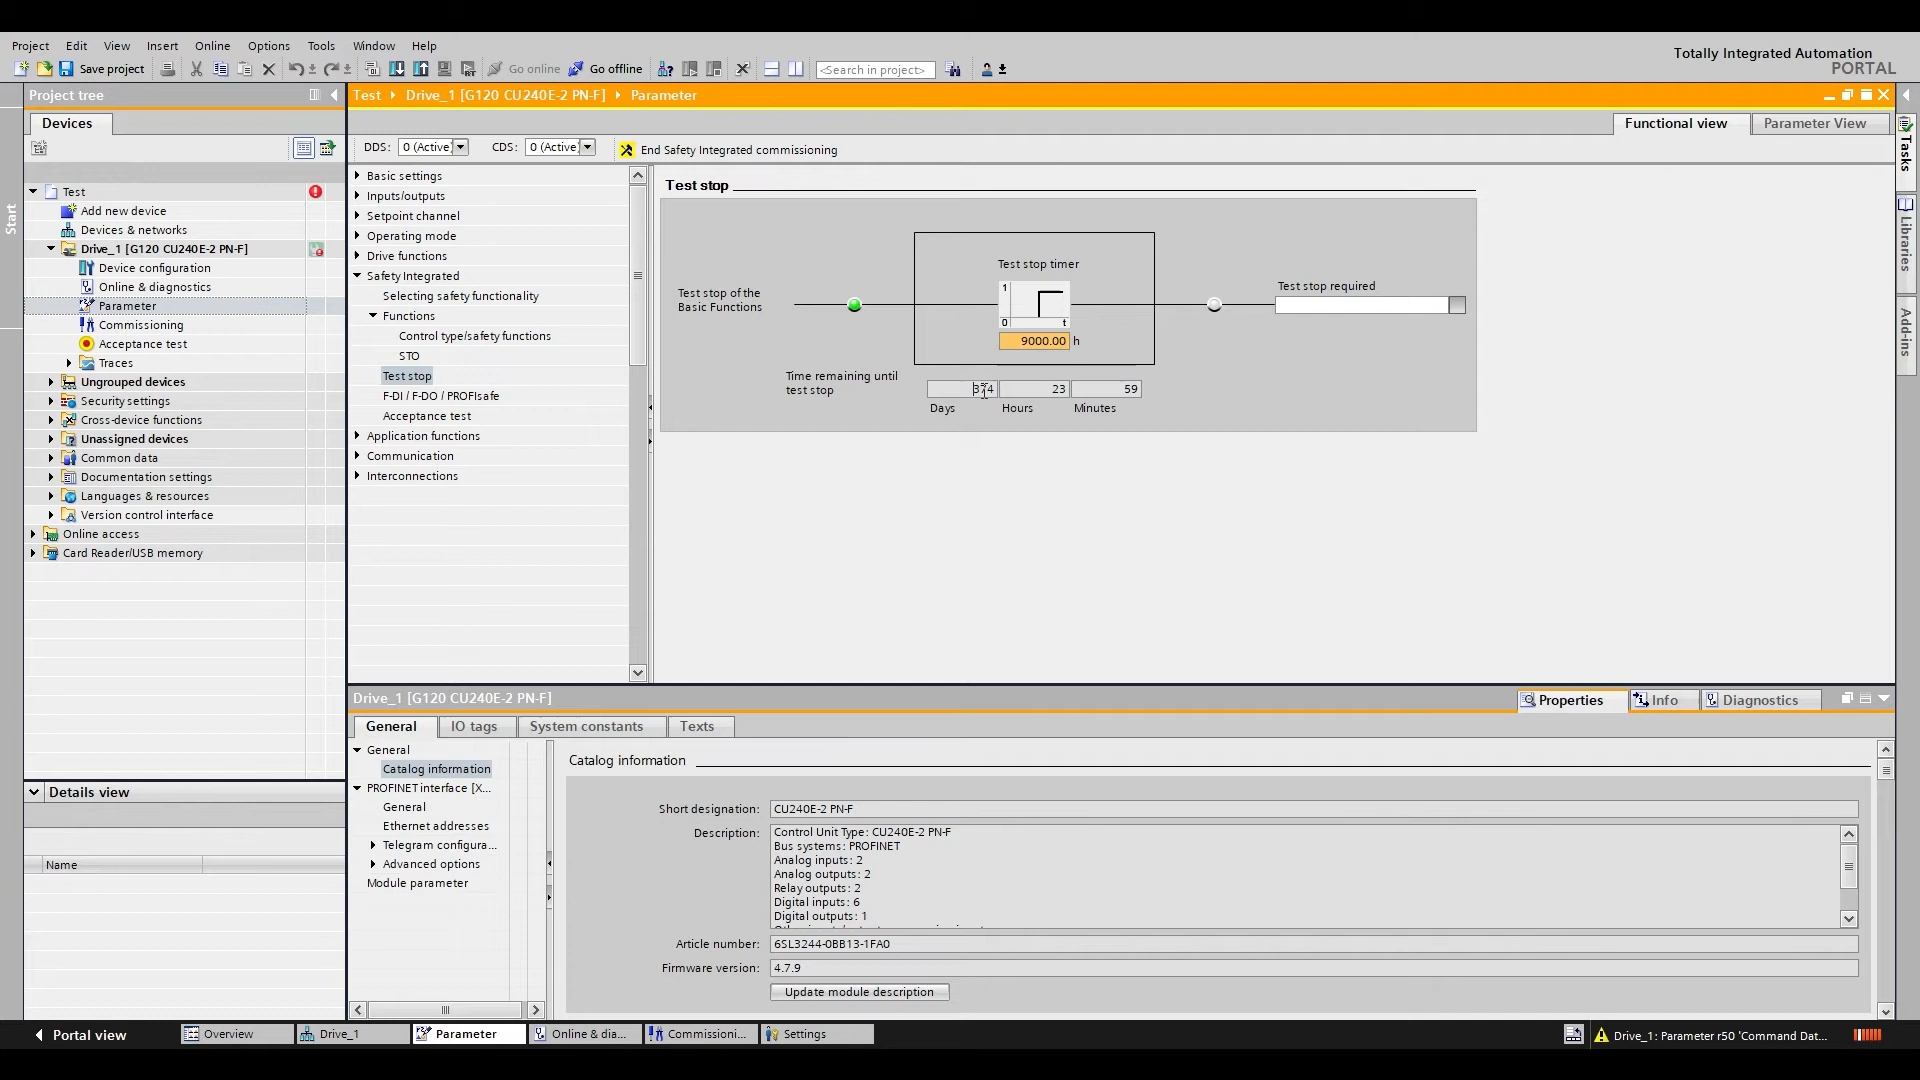 Project Edit View Insert Online Options Tools Window Help
Totally Integrated Automation
PORTAL
Save project Go online Go offline <Search in project>
Project tree
Test Drive_1 [G120 CU240E-2 PN-F] Parameter
Devices
Functional view Parameter View
DDS: 0 (Active) CDS: 0 (Active) End Safety Integrated commissioning
Start
Test
Add new device
Devices & networks
Drive_1 [G120 CU240E-2 PN-F]
Device configuration
Online & diagnostics
Parameter
Commissioning
Acceptance test
Traces
Ungrouped devices
Security settings
Cross-device functions
Unassigned devices
Common data
Documentation settings
Languages & resources
Version control interface
Online access
Card Reader/USB memory
Details view
Name
Basic settings
Inputs/outputs
Setpoint channel
Operating mode
Drive functions
Safety Integrated
Selecting safety functionality
Functions
Control type/safety functions
STO
Test stop
F-DI / F-DO / PROFIsafe
Acceptance test
Application functions
Communication
Interconnections
Test stop
Test stop timer
Test stop of the
Basic Functions
1
0 t
9000.00 h
Test stop required
Time remaining until
test stop
374 23 59
Days Hours Minutes
Tasks
Libraries
Add-ins
Drive_1 [G120 CU240E-2 PN-F]
Properties Info Diagnostics
General IO tags System constants Texts
General
Catalog information
PROFINET interface [X...
General
Ethernet addresses
Telegram configura...
Advanced options
Module parameter
Catalog information
Short designation: CU240E-2 PN-F
Description: Control Unit Type: CU240E-2 PN-F
Bus systems: PROFINET
Analog inputs: 2
Analog outputs: 2
Relay outputs: 2
Digital inputs: 6
Digital outputs: 1
Article number: 6SL3244-0BB13-1FA0
Firmware version: 4.7.9
Update module description
Portal view Overview Drive_1 Parameter Online & dia... Commissioni... Settings Drive_1: Parameter r50 'Command Dat...